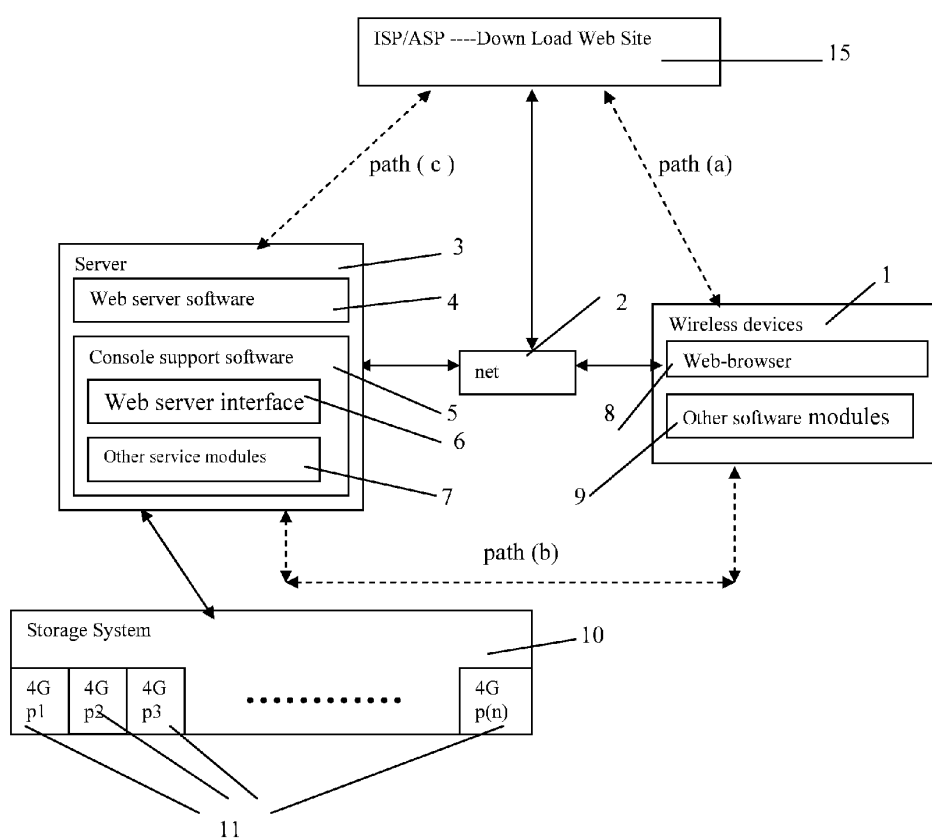 ISP/ASP ----Down Load Web Site
15
path ( c )
path (a)
Server
3
Web server software
4
Console support software
5
Web server interface
6
Other service modules
7
net
2
1
Wireless devices
Web-browser
8
Other software modules
9
path (b)
Storage System
10
4G
p1
4G
p2
4G
p3
4G
p(n)
11